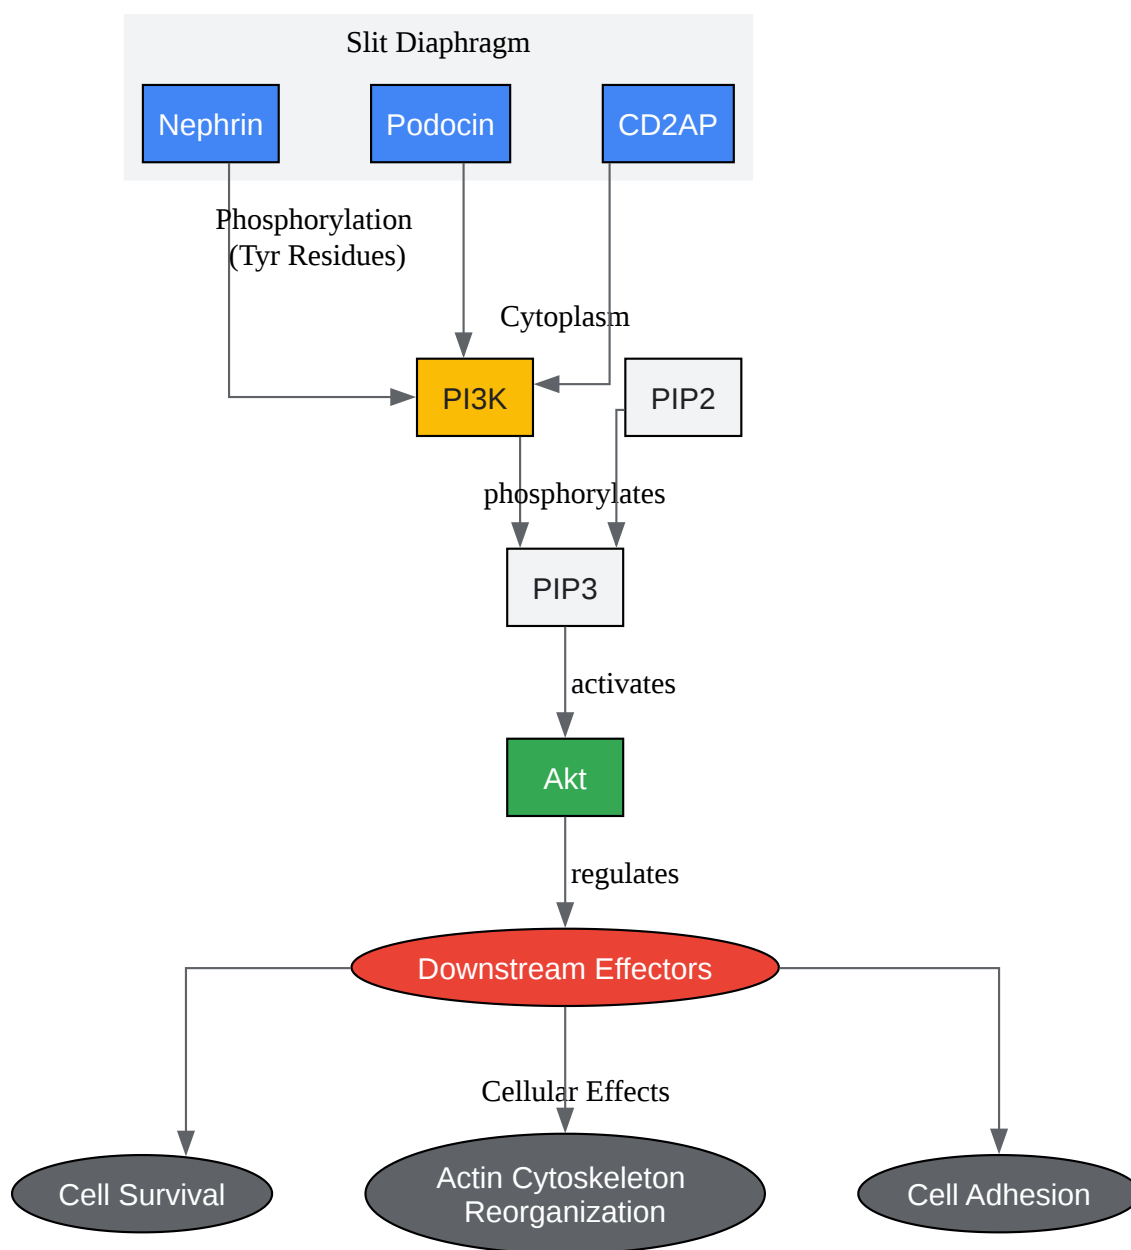 Slit Diaphragm
Nephrin
Podocin
CD2AP
Phosphorylation
(Tyr Residues)
Cytoplasm
PI3K
PIP2
phosphorylates
PIP3
activates
Akt
regulates
Downstream Effectors
Cellular Effects
Cell Survival
Actin Cytoskeleton
Reorganization
Cell Adhesion